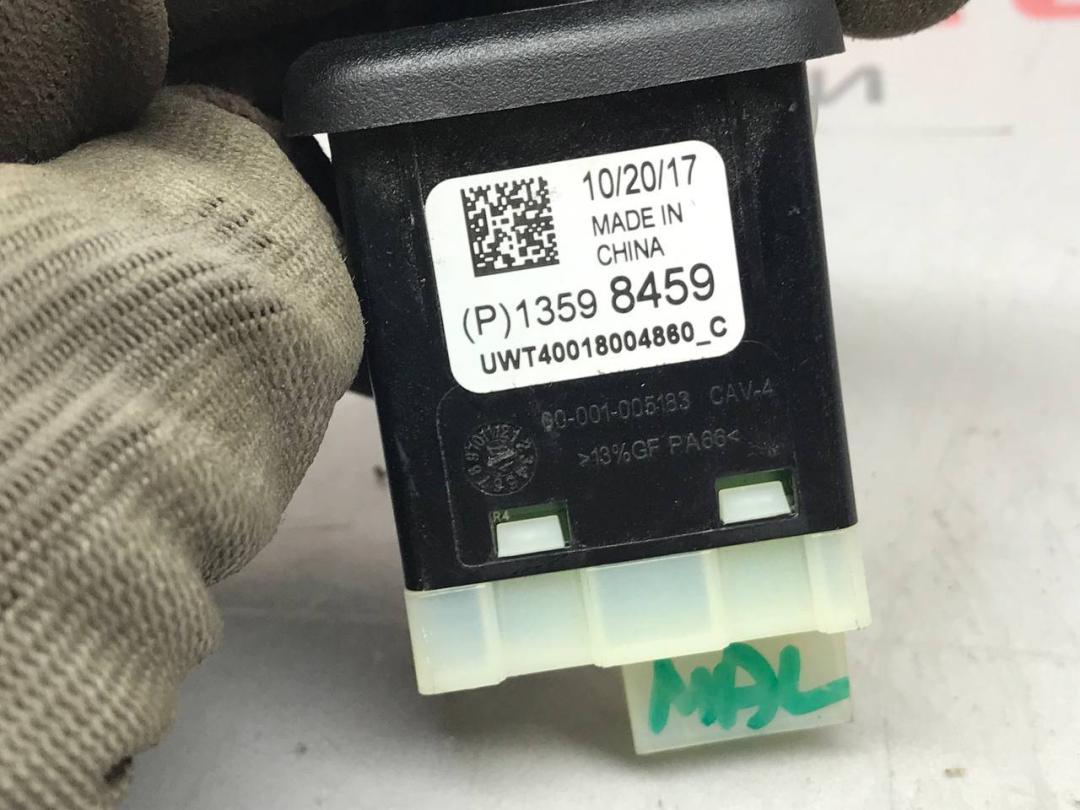 10/20/17
MADE IN
CHINA
(P)1359 8459
UWT40018004860_C
00-001-005183 CAV-4
>13%GF PA66<
R4
MAL